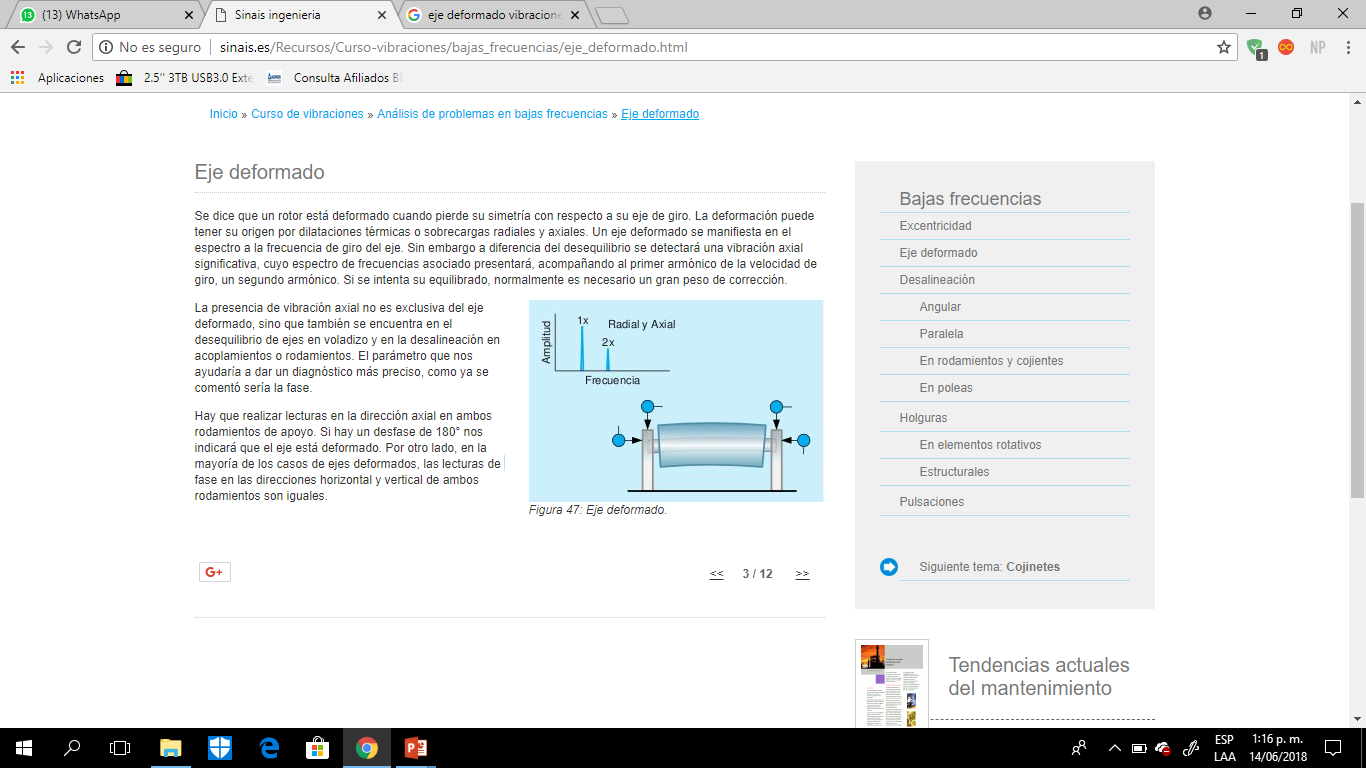 (13) WhatsApp
Sinais ingenieria
eje deformado vibracione
No es seguro
sinais.es/Recursos/Curso-vibraciones/bajas_frecuencias/eje_deformado.html
1
NP
Aplicaciones
2.5'' 3TB USB3.0 Exte
Consulta Afiliados BD
Inicio » Curso de vibraciones » Análisis de problemas en bajas frecuencias » Eje deformado
Eje deformado
Se dice que un rotor está deformado cuando pierde su simetría con respecto a su eje de giro. La deformación puede
tener su origen por dilataciones térmicas o sobrecargas radiales y axiales. Un eje deformado se manifiesta en el
espectro a la frecuencia de giro del eje. Sin embargo a diferencia del desequilibrio se detectará una vibración axial
significativa, cuyo espectro de frecuencias asociado presentará, acompañando al primer armónico de la velocidad de
giro, un segundo armónico. Si se intenta su equilibrado, normalmente es necesario un gran peso de corrección.
La presencia de vibración axial no es exclusiva del eje
deformado, sino que también se encuentra en el
desequilibrio de ejes en voladizo y en la desalineación en
acoplamientos o rodamientos. El parámetro que nos
ayudaría a dar un diagnóstico más preciso, como ya se
comentó sería la fase.
Hay que realizar lecturas en la dirección axial en ambos
rodamientos de apoyo. Si hay un desfase de 180° nos
indicará que el eje está deformado. Por otro lado, en la
mayoría de los casos de ejes deformados, las lecturas de
fase en las direcciones horizontal y vertical de ambos
rodamientos son iguales.
Amplitud
1x
2x
Radial y Axial
Frecuencia
Figura 47: Eje deformado.
G+
<<
3 / 12
>>
Bajas frecuencias
Excentricidad
Eje deformado
Desalineación
Angular
Paralela
En rodamientos y cojientes
En poleas
Holguras
En elementos rotativos
Estructurales
Pulsaciones
Siguiente tema: Cojinetes
Tendencias actuales
del mantenimiento
ESP
LAA
1:16 p. m.
14/06/2018